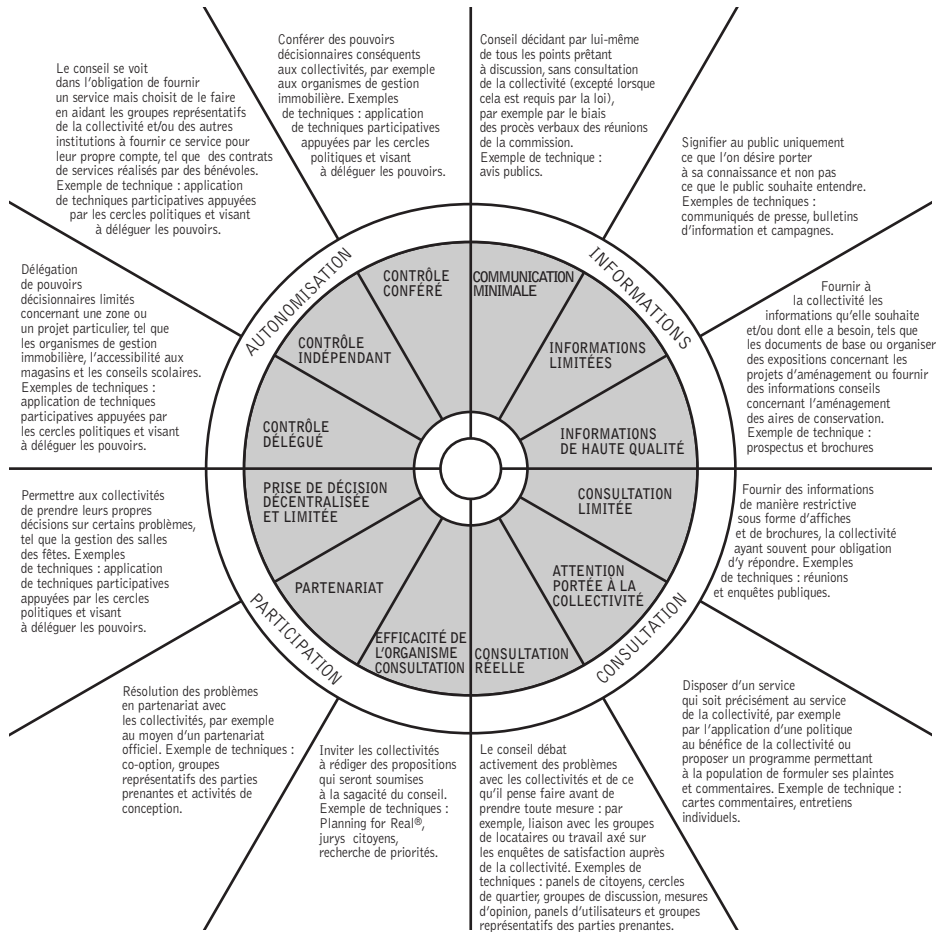 Conseil décidant par lui-même
de tous les points prêtant
à discussion, sans consultation
de la collectivité (excepté lorsque
cela est requis par la loi),
par exemple par le biais
des procès verbaux des réunions
de la commission.
Exemple de technique :
avis publics.
Signifier au public uniquement
ce que l'on désire porter
à sa connaissance et non pas
ce que le public souhaite entendre.
Exemples de techniques :
communiqués de presse, bulletins
d'information et campagnes.
Fournir à
la collectivité les
informations qu'elle souhaite
et/ou dont elle a besoin, tels que
les documents de base ou organiser
des expositions concernant les
projets d'aménagement ou fournir
des informations conseils
concernant l'aménagement
des aires de conservation.
Exemple de technique :
prospectus et brochures
Fournir des informations
de manière restrictive
sous forme d'affiches
et de brochures, la collectivité
ayant souvent pour obligation
d'y répondre. Exemples
de techniques : réunions
et enquêtes publiques.
Disposer d'un service
qui soit précisément au service
de la collectivité, par exemple
par l'application d'une politique
au bénéfice de la collectivité ou
proposer un programme permettant
à la population de formuler ses plaintes
et commentaires. Exemple de technique :
cartes commentaires, entretiens
individuels.
Le conseil débat
activement des problèmes
avec les collectivités et de ce
qu'il pense faire avant de
prendre toute mesure : par
exemple, liaison avec les groupes
de locataires ou travail axé sur
les enquêtes de satisfaction auprès
de la collectivité. Exemples de
techniques : panels de citoyens, cercles
de quartier, groupes de discussion, mesures
d'opinion, panels d'utilisateurs et groupes
représentatifs des parties prenantes.
Inviter les collectivités
à rédiger des propositions
qui seront soumises
à la sagacité du conseil.
Exemple de techniques :
Planning for Real®,
jurys citoyens,
recherche de priorités.
Résolution des problèmes
en partenariat avec
les collectivités, par exemple
au moyen d'un partenariat
officiel. Exemple de techniques :
co-option, groupes
représentatifs des parties
prenantes et activités de
conception.
Permettre aux collectivités
de prendre leurs propres
décisions sur certains problèmes,
tel que la gestion des salles
des fêtes. Exemples
de techniques : application
de techniques participatives
appuyées par les cercles
politiques et visant
à déléguer les pouvoirs.
Délégation
de pouvoirs
décisionnaires limités
concernant une zone ou
un projet particulier, tel que
les organismes de gestion
immobilière, l'accessibilité aux
magasins et les conseils scolaires.
Exemples de techniques :
application de techniques
participatives appuyées par
les cercles politiques et visant
à déléguer les pouvoirs.
Le conseil se voit
dans l'obligation de fournir
un service mais choisit de le faire
en aidant les groupes représentatifs
de la collectivité et/ou des autres
institutions à fournir ce service pour
leur propre compte, tel que des contrats
de services réalisés par des bénévoles.
Exemple de technique : application
de techniques participatives appuyées
par les cercles politiques et visant
à déléguer les pouvoirs.
Conférer des pouvoirs
décisionnaires conséquents
aux collectivités, par exemple
aux organismes de gestion
immobilière. Exemples
de techniques : application
de techniques participatives
appuyées par les cercles
politiques et visant
à déléguer les pouvoirs.
INFORMATIONS
CONSULTATION
PARTICIPATION
AUTONOMISATION
COMMUNICATION
MINIMALE
INFORMATIONS
LIMITÉES
INFORMATIONS
DE HAUTE QUALITÉ
CONSULTATION
LIMITÉE
ATTENTION
PORTÉE À LA
COLLECTIVITÉ
CONSULTATION
RÉELLE
EFFICACITÉ DE
L'ORGANISME
CONSULTATION
PARTENARIAT
PRISE DE DÉCISION
DÉCENTRALISÉE
ET LIMITÉE
CONTRÔLE
DÉLÉGUÉ
CONTRÔLE
INDÉPENDANT
CONTRÔLE
CONFÉRÉ